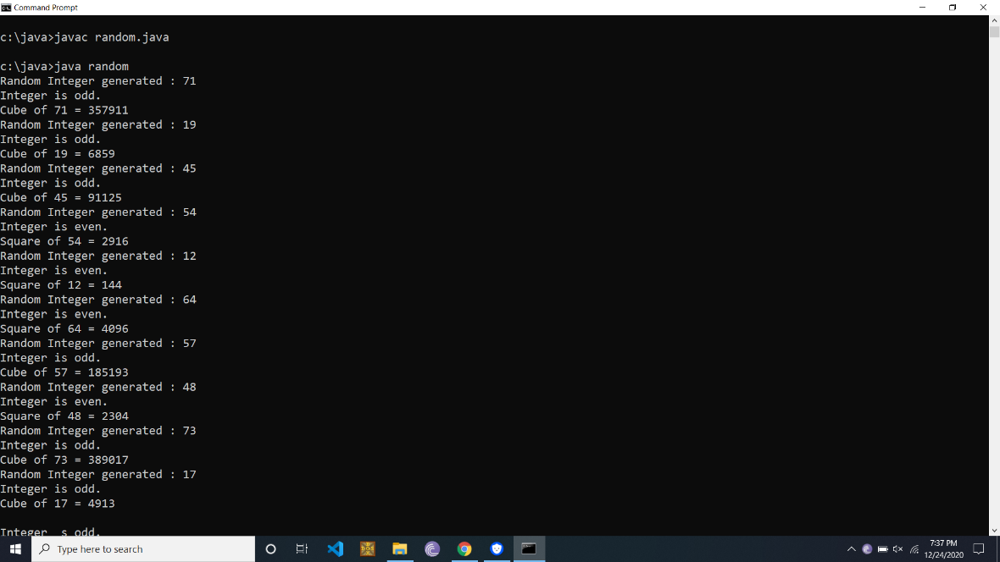 Command Prompt
c:\java>javac random.java
c:\java>java random
Random Integer generated : 71
Integer is odd.
Cube of 71 = 357911
Random Integer generated : 19
Integer is odd.
Cube of 19 = 6859
Random Integer generated : 45
Integer is odd.
Cube of 45 = 91125
Random Integer generated : 54
Integer is even.
Square of 54 = 2916
Random Integer generated : 12
Integer is even.
Square of 12 = 144
Random Integer generated : 64
Integer is even.
Square of 64 = 4096
Random Integer generated : 57
Integer is odd.
Cube of 57 = 185193
Random Integer generated : 48
Integer is even.
Square of 48 = 2304
Random Integer generated : 73
Integer is odd.
Cube of 73 = 389017
Random Integer generated : 17
Integer is odd.
Cube of 17 = 4913
Integer  s odd.
Type here to search
DOS
7:37 PM
12/24/2020